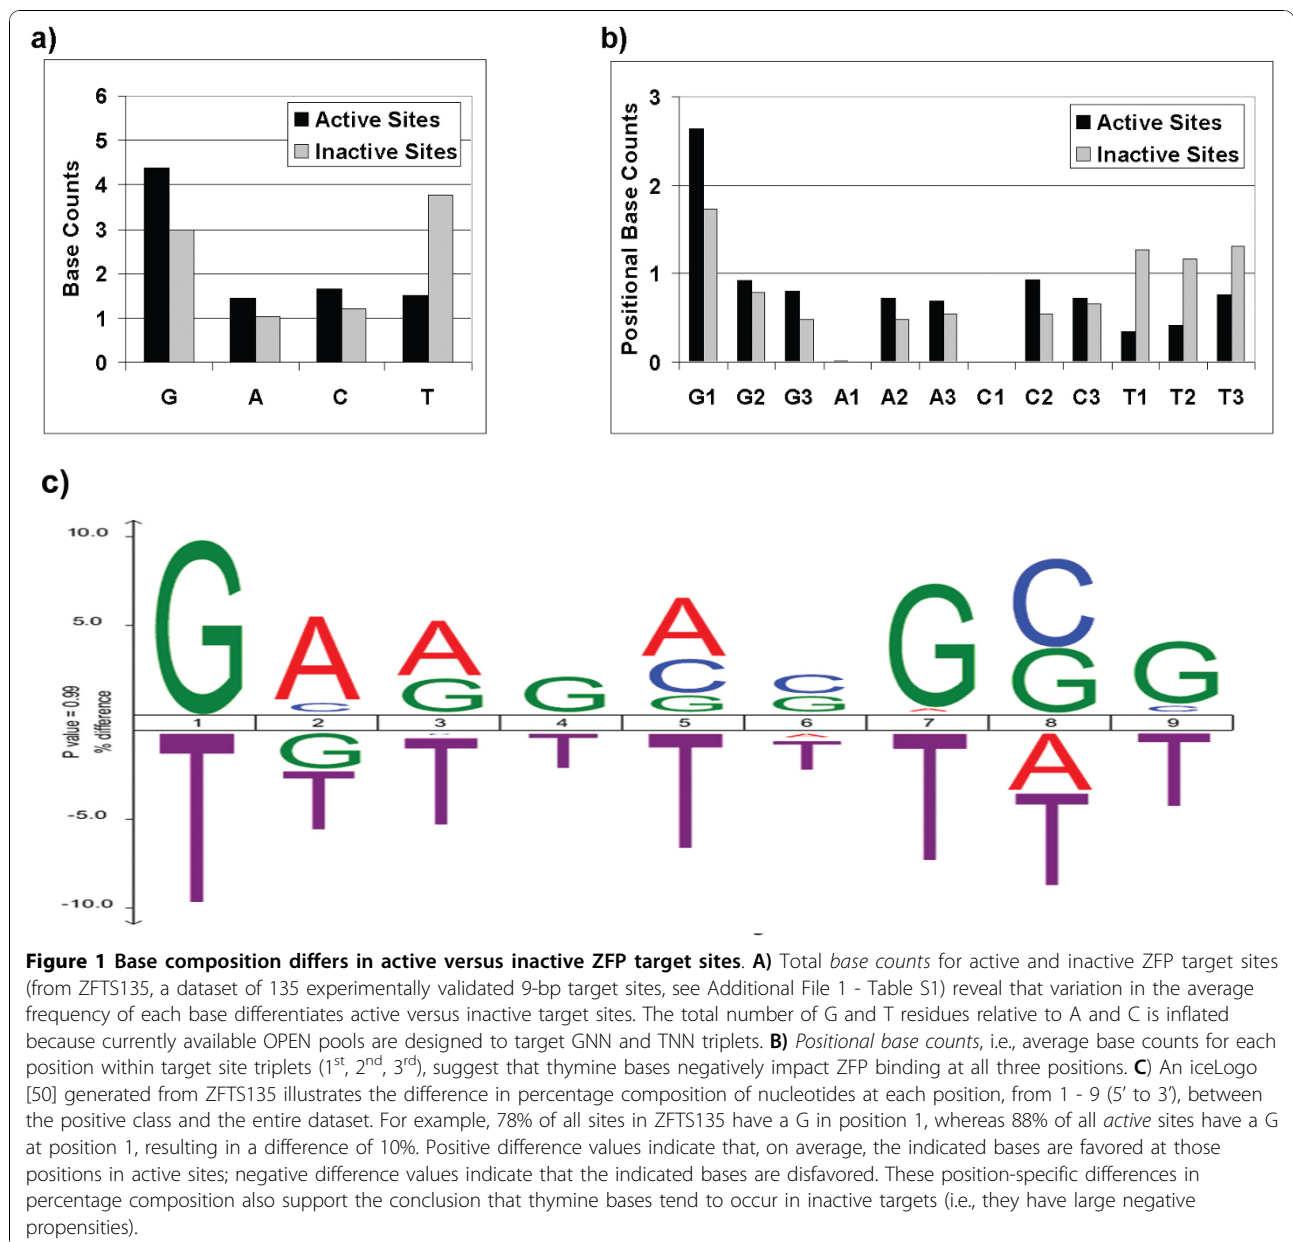 a)
b)
6
5
4
3
2
1
0
Base Counts
Active Sites
Inactive Sites
G A C T
3
2
1
0
Positional Base Counts
Active Sites
Inactive Sites
G1 G2 G3 A1 A2 A3 C1 C2 C3 T1 T2 T3
c)
10.0
5.0
-5.0
-10.0
P value = 0.99
% difference
G A A G A C G C G
C G C G G A G C
G
1 2 3 4 5 6 7 8 9
T G C T T A T A T
T T T T
Figure 1 Base composition differs in active versus inactive ZFP target sites. A) Total base counts for active and inactive ZFP target sites
(from ZFTS135, a dataset of 135 experimentally validated 9-bp target sites, see Additional File 1 - Table S1) reveal that variation in the average
frequency of each base differentiates active versus inactive target sites. The total number of G and T residues relative to A and C is inflated
because currently available OPEN pools are designed to target GNN and TNN triplets. B) Positional base counts, i.e., average base counts for each
position within target site triplets (1st, 2nd, 3rd), suggest that thymine bases negatively impact ZFP binding at all three positions. C) An iceLogo
[50] generated from ZFTS135 illustrates the difference in percentage composition of nucleotides at each position, from 1 - 9 (5’ to 3’), between
the positive class and the entire dataset. For example, 78% of all sites in ZFTS135 have a G in position 1, whereas 88% of all active sites have a G
at position 1, resulting in a difference of 10%. Positive difference values indicate that, on average, the indicated bases are favored at those
positions in active sites; negative difference values indicate that the indicated bases are disfavored. These position-specific differences in
percentage composition also support the conclusion that thymine bases tend to occur in inactive targets (i.e., they have large negative
propensities).